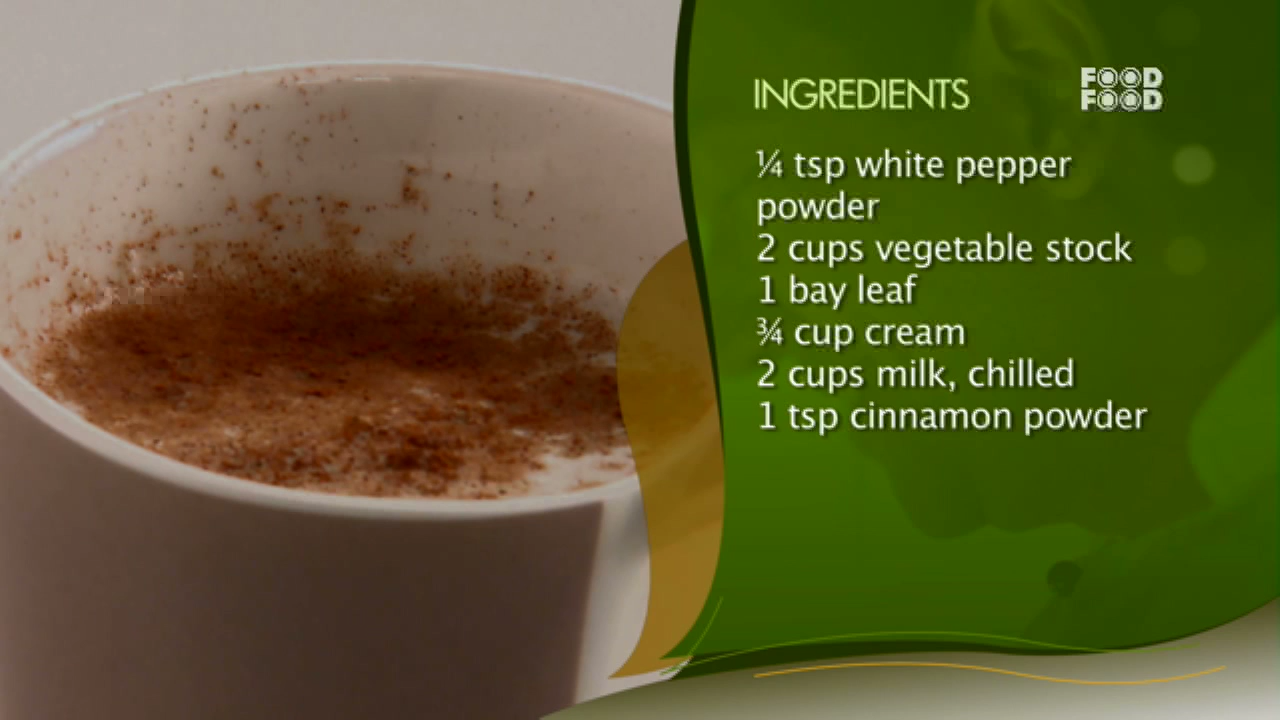 INGREDIENTS
FOOD
FOOD
¼ tsp white pepper
powder
2 cups vegetable stock
1 bay leaf
¾ cup cream
2 cups milk, chilled
1 tsp cinnamon powder